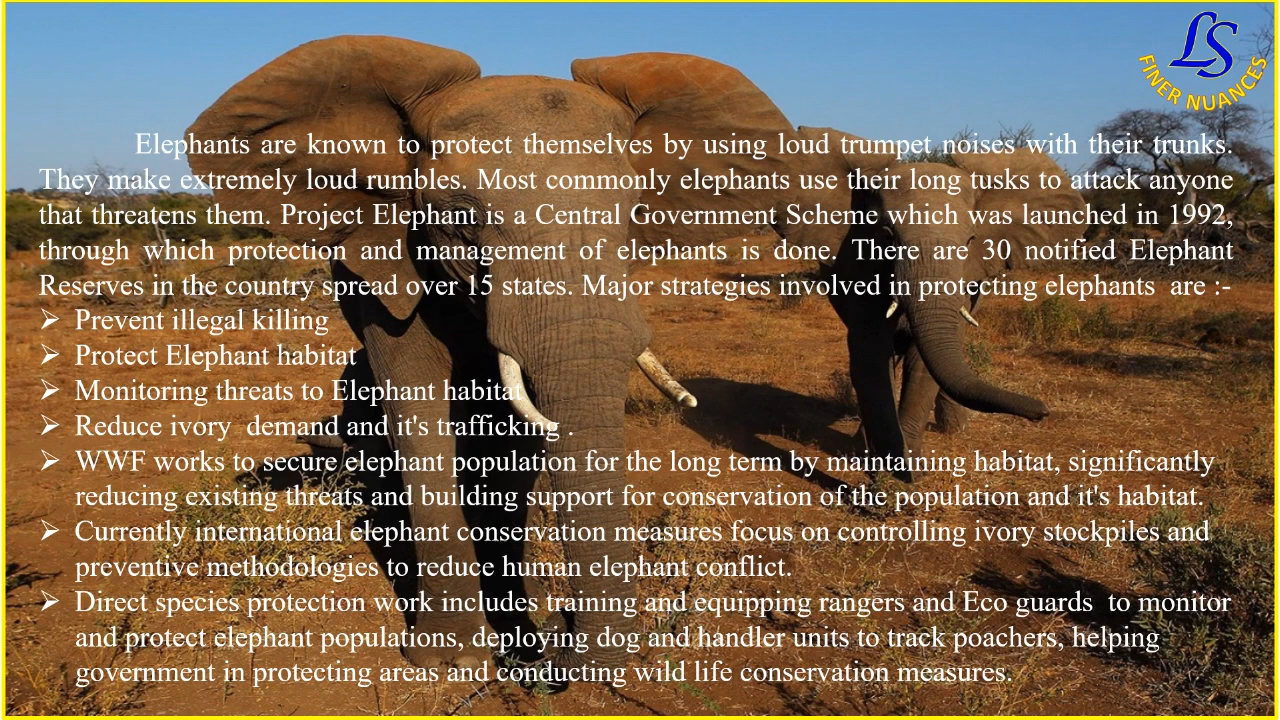 LS
FINER NUANCES
Elephants are known to protect themselves by using loud trumpet noises with their trunks.
They make extremely loud rumbles. Most commonly elephants use their long tusks to attack anyone
that threatens them. Project Elephant is a Central Government Scheme which was launched in 1992,
through which protection and management of elephants is done. There are 30 notified Elephant
Reserves in the country spread over 15 states. Major strategies involved in protecting elephants are :-
➢ Prevent illegal killing
➢ Protect Elephant habitat
➢ Monitoring threats to Elephant habitat
➢ Reduce ivory demand and it's trafficking .
➢ WWF works to secure elephant population for the long term by maintaining habitat, significantly
reducing existing threats and building support for conservation of the population and it's habitat.
➢ Currently international elephant conservation measures focus on controlling ivory stockpiles and
preventive methodologies to reduce human elephant conflict.
➢ Direct species protection work includes training and equipping rangers and Eco guards to monitor
and protect elephant populations, deploying dog and handler units to track poachers, helping
government in protecting areas and conducting wild life conservation measures.